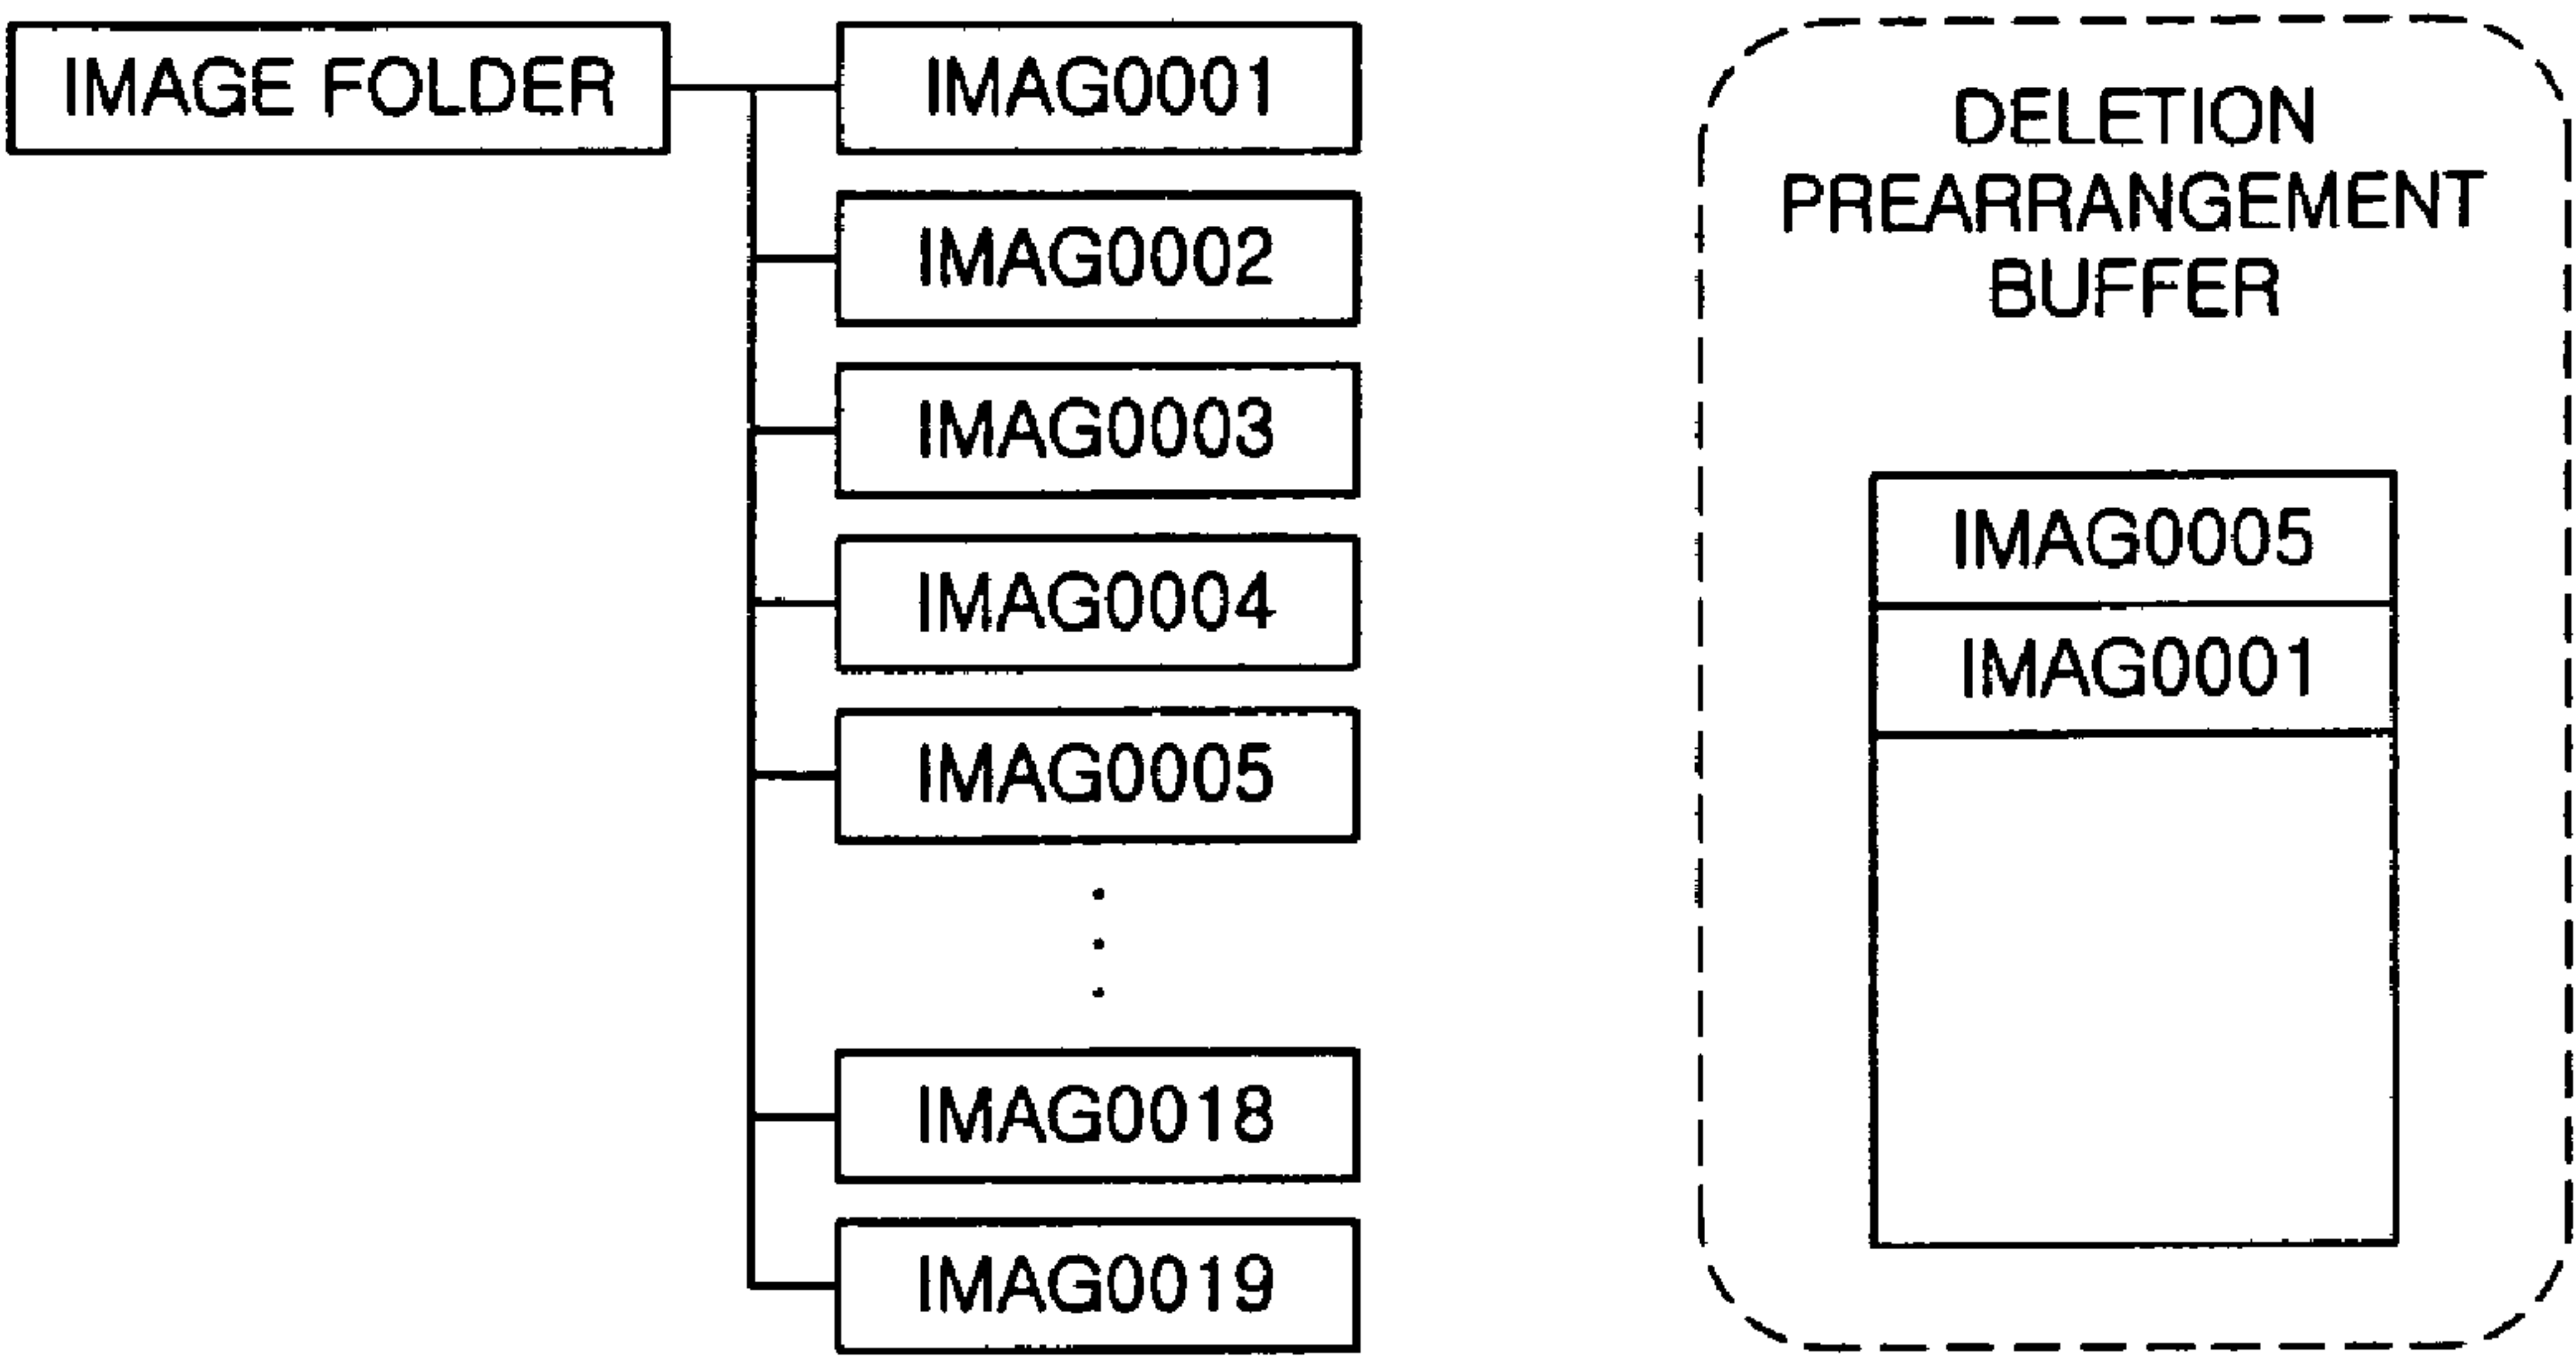 IMAGE FOLDER
IMAG0001
IMAG0002
IMAG0003
IMAG0004
IMAG0005
IMAG0018
IMAG0019
DELETION
PREARRANGEMENT
BUFFER
IMAG0005
IMAG0001